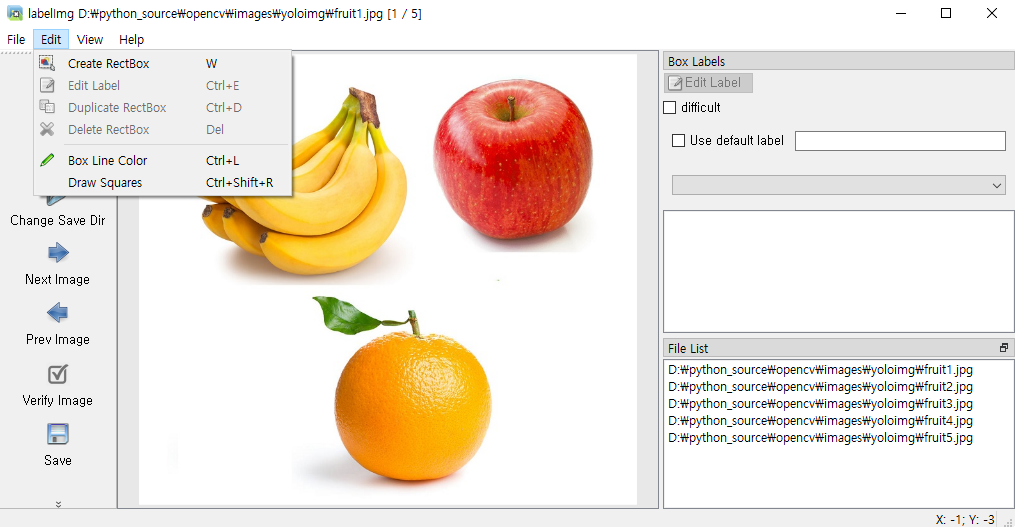 labelImg D:₩python_source₩opencv₩images₩yoloimg₩fruit1.jpg [1 / 5]
File Edit View Help
Create RectBox W
Edit Label Ctrl+E
Duplicate RectBox Ctrl+D
Delete RectBox Del
Box Line Color Ctrl+L
Draw Squares Ctrl+Shift+R
Change Save Dir
Next Image
Prev Image
Verify Image
Save
Box Labels
Edit Label
difficult
Use default label
File List
D:₩python_source₩opencv₩images₩yoloimg₩fruit1.jpg
D:₩python_source₩opencv₩images₩yoloimg₩fruit2.jpg
D:₩python_source₩opencv₩images₩yoloimg₩fruit3.jpg
D:₩python_source₩opencv₩images₩yoloimg₩fruit4.jpg
D:₩python_source₩opencv₩images₩yoloimg₩fruit5.jpg
X: -1; Y: -3